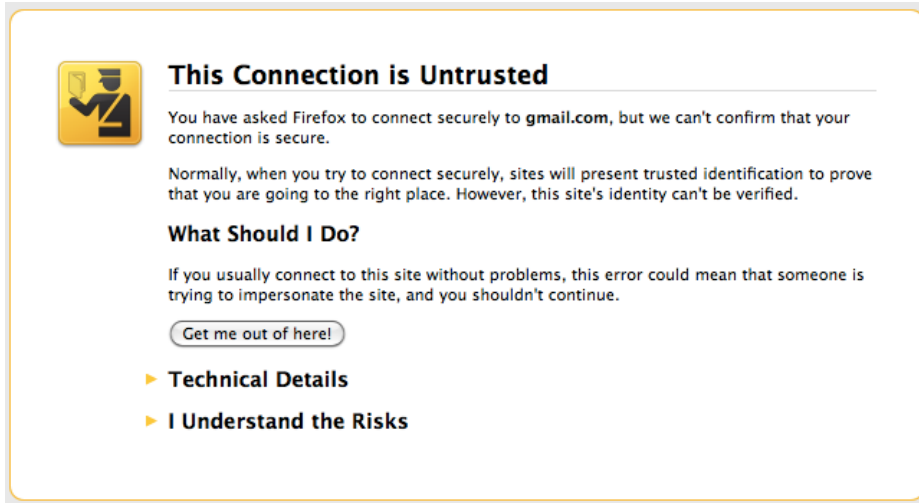 This Connection is Untrusted
You have asked Firefox to connect securely to gmail.com, but we can't confirm that your
connection is secure.
Normally, when you try to connect securely, sites will present trusted identification to prove
that you are going to the right place. However, this site's identity can't be verified.
What Should I Do?
If you usually connect to this site without problems, this error could mean that someone is
trying to impersonate the site, and you shouldn't continue.
Get me out of here!
Technical Details
I Understand the Risks